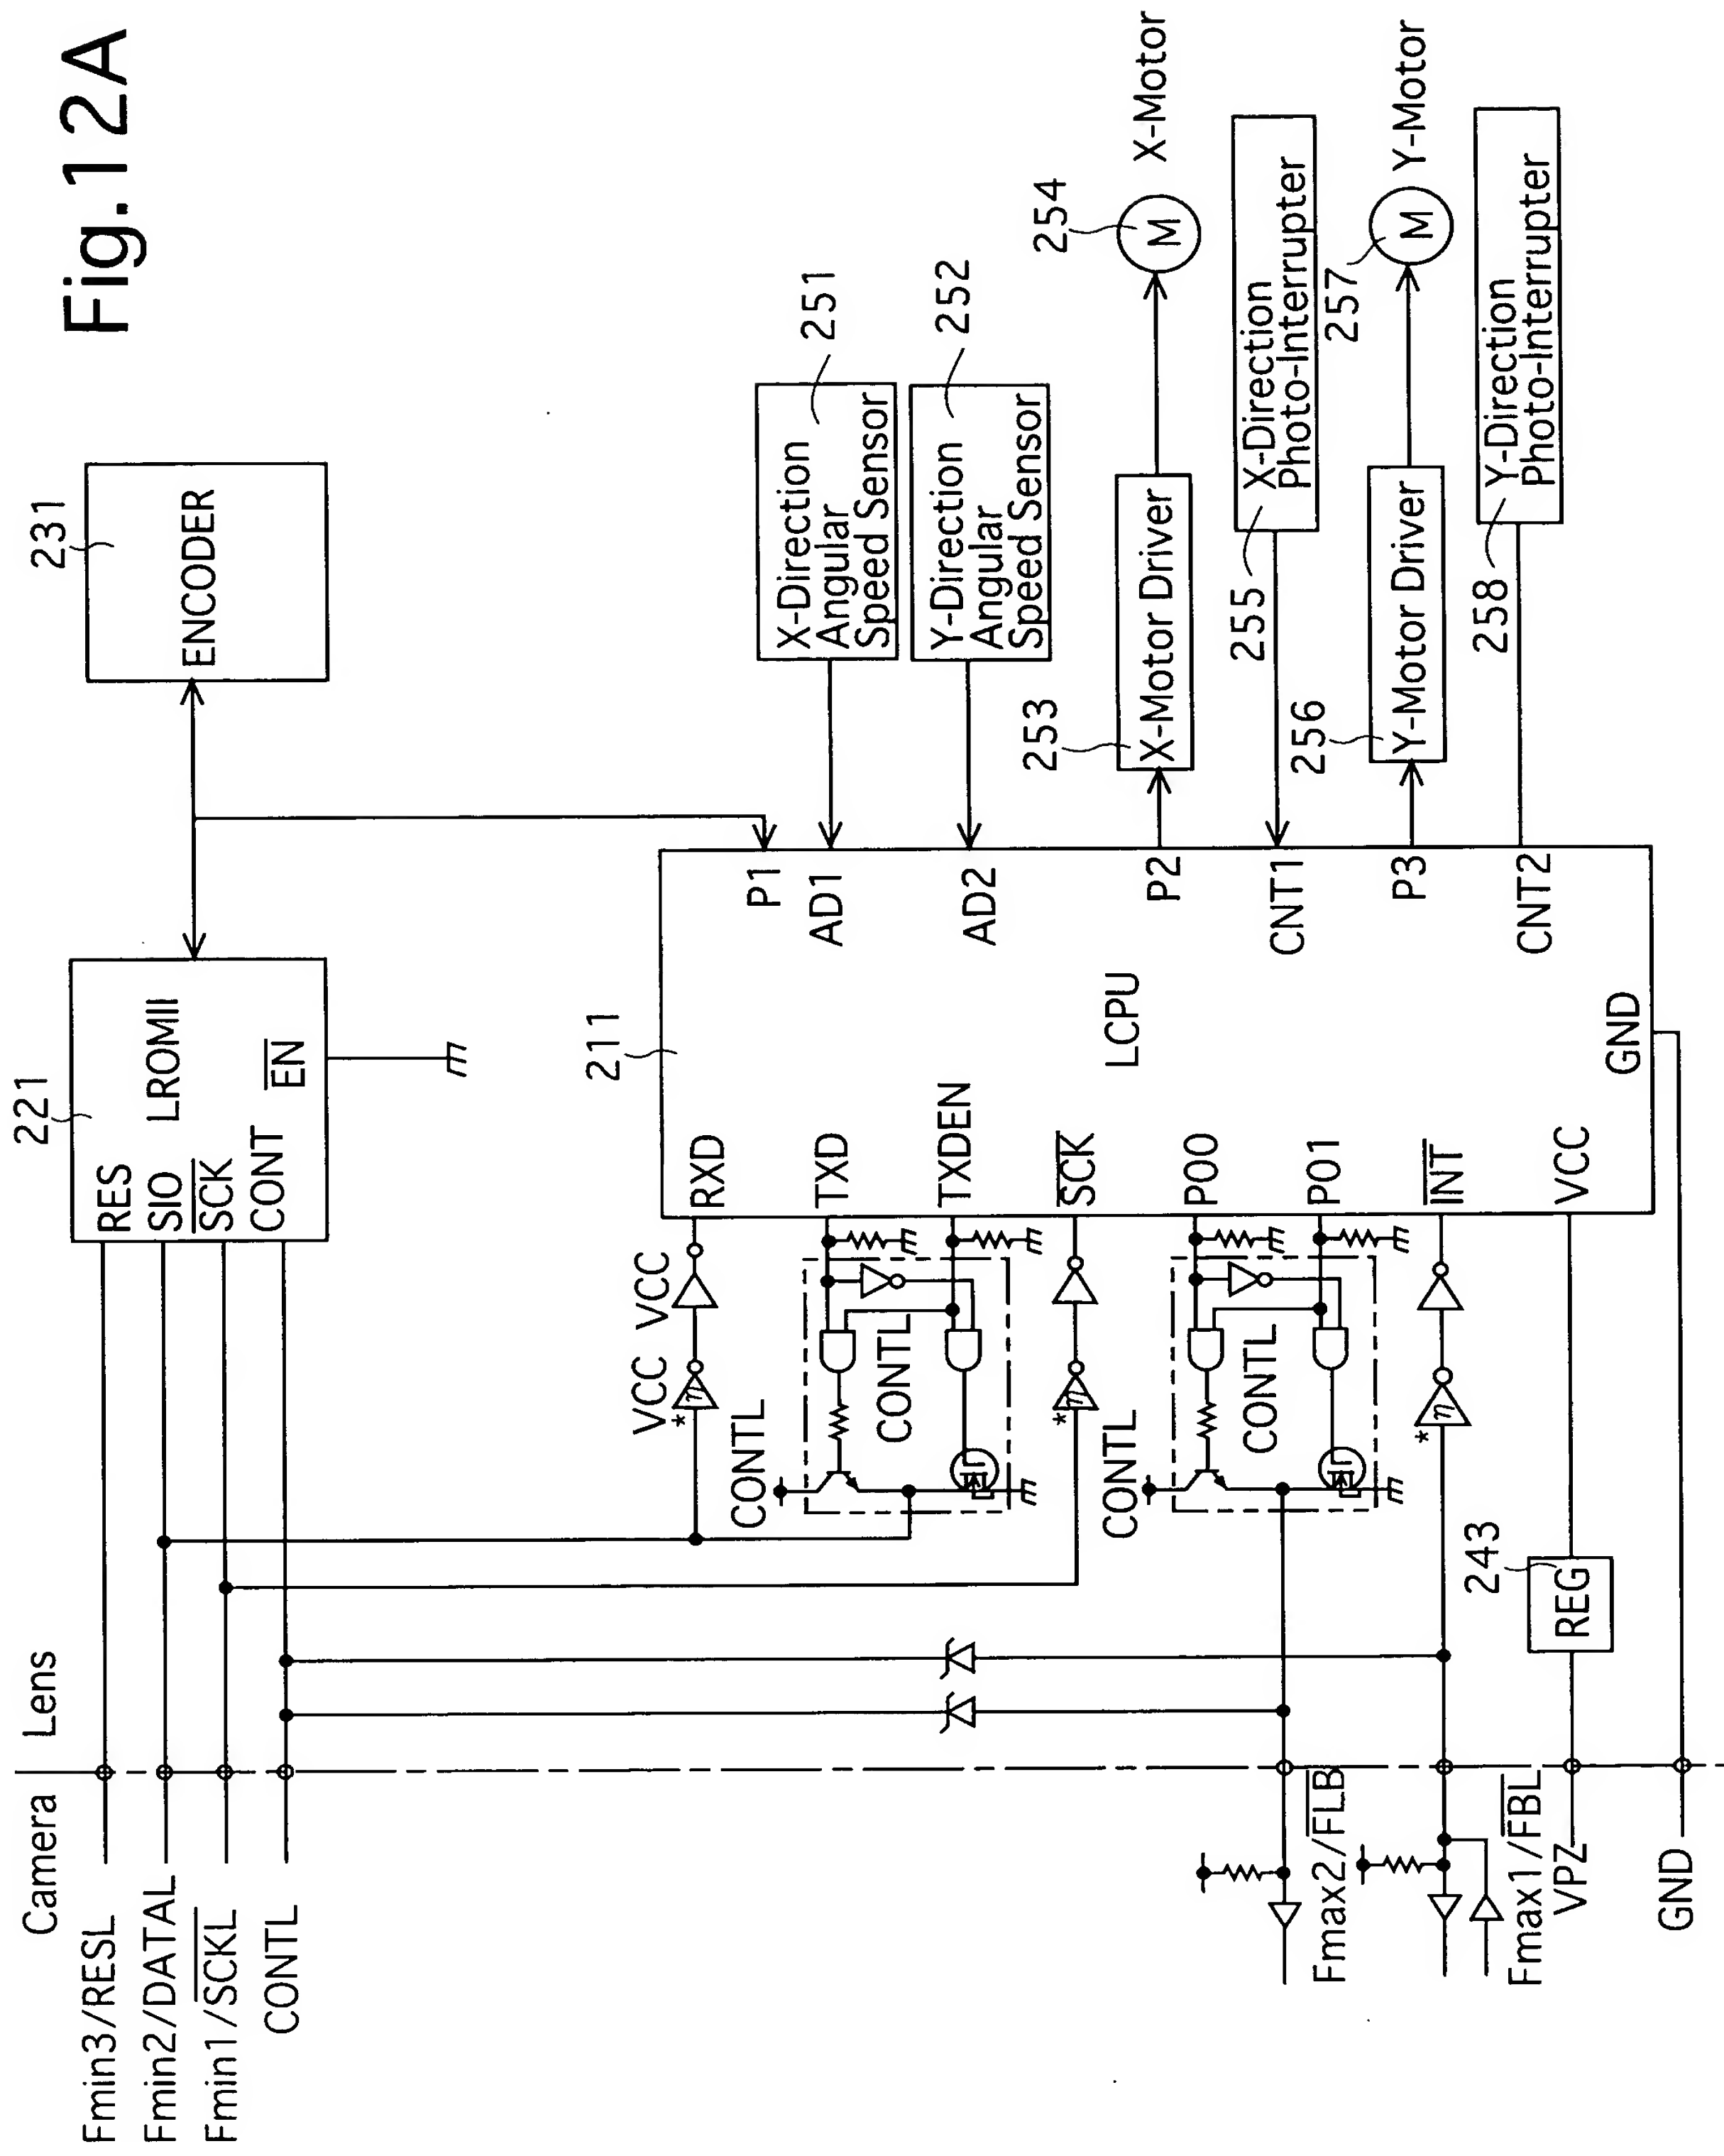 Fig.12A
Camera
Lens
Fmin3/RESL
Fmin2/DATAL
Fmin1/SCKL
CONTL
221
RES
SIO
SCK
CONT
LROMII
EN
231
ENCODER
211
LCPU
RXD
TXD
TXDEN
SCK
P00
P01
INT
VCC
GND
P1
AD1
AD2
P2
CNT1
P3
CNT2
VCC
VCC
*
η
CONTL
CONTL
*
η
CONTL
CONTL
*
η
243
REG
Fmax2/FLB
Fmax1/FBL
VPZ
GND
X-Direction
Angular
Speed Sensor
251
Y-Direction
Angular
Speed Sensor
252
253
X-Motor Driver
254
M
X-Motor
255
X-Direction
Photo-Interrupter
256
Y-Motor Driver
257
M
Y-Motor
258
Y-Direction
Photo-Interrupter